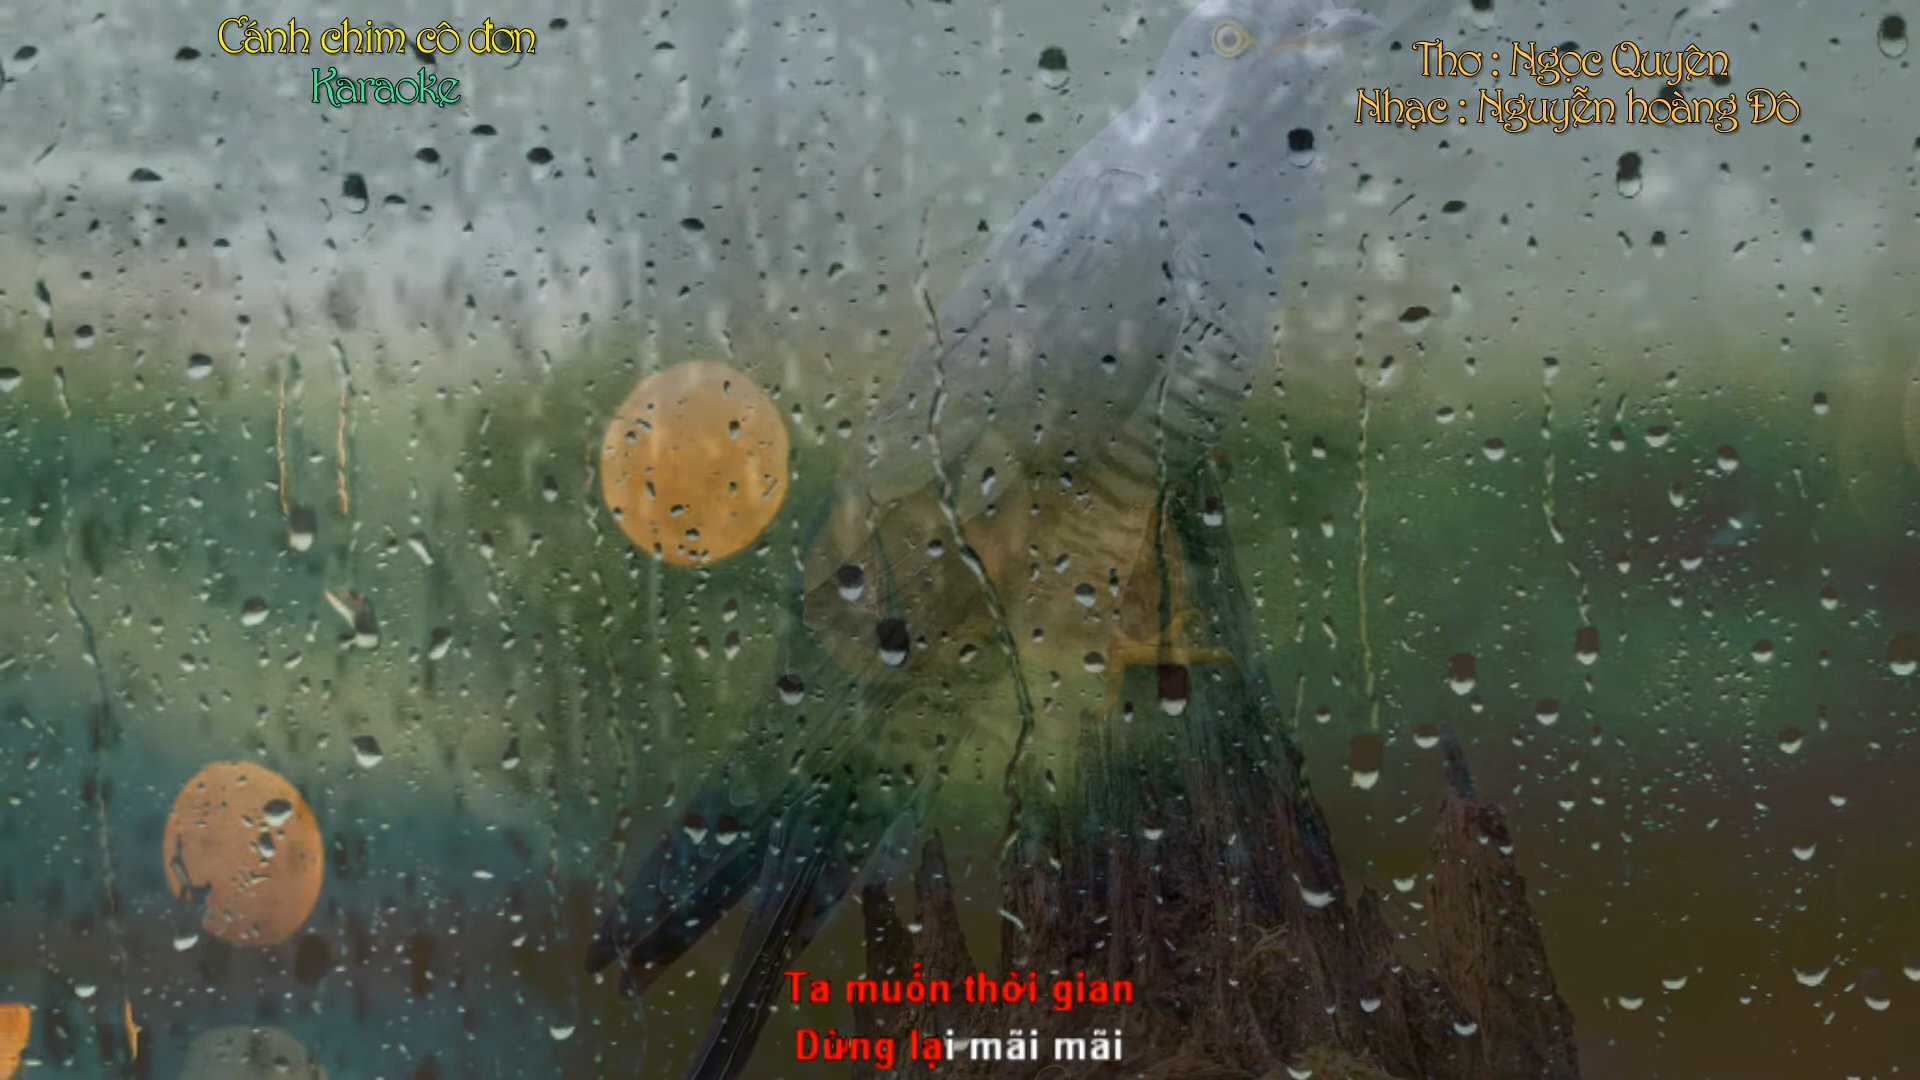 Cánh chim cô đơn
Karaoke
Thơ : Ngọc Quyên
Nhạc : Nguyễn hoàng Đô
Ta muốn thời gian
Dừng lại mãi mãi